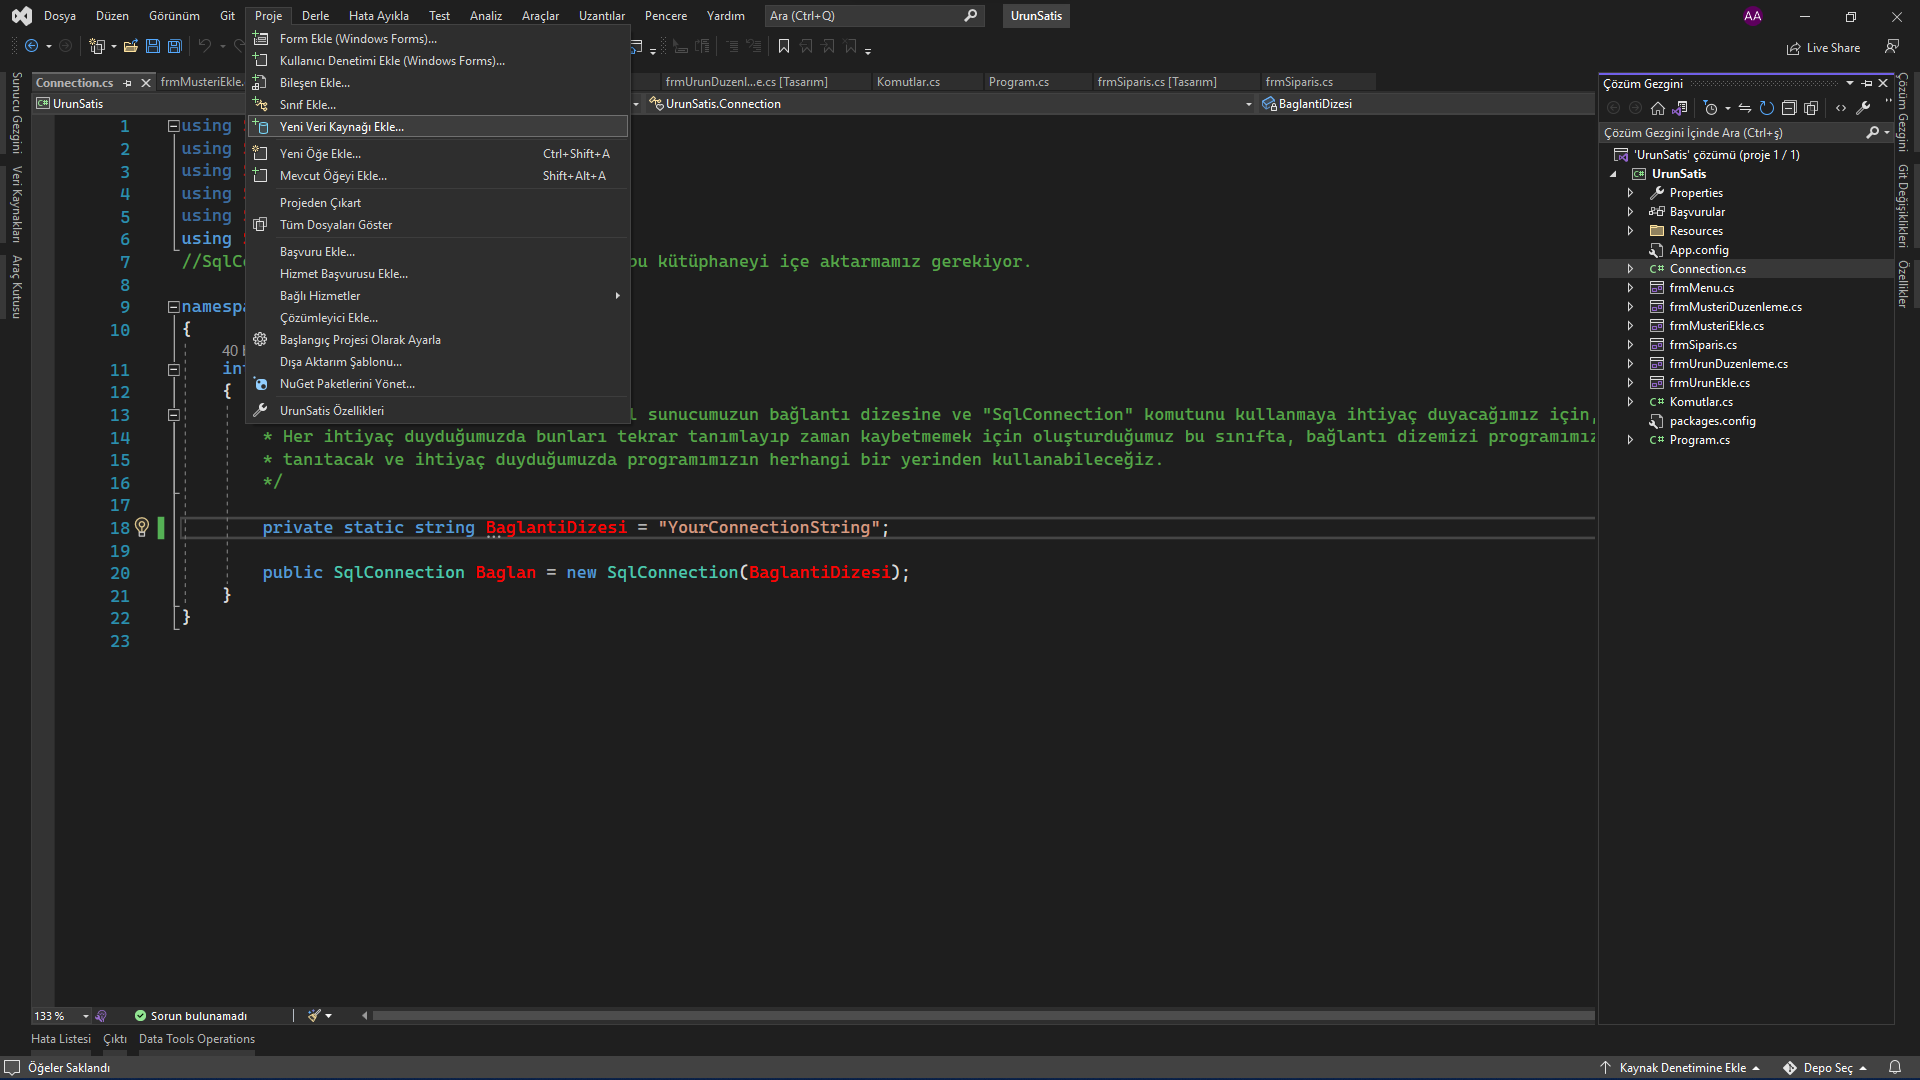 Dosya Düzen Görünüm Git Proje Derle Hata Ayıkla Test Analiz Araçlar Uzantılar Pencere Yardım Ara (Ctrl+Q) UrunSatis AA
Live Share
Connection.cs frmMusteriEkle. frmUrunDuzenl...e.cs [Tasarım] Komutlar.cs Program.cs frmSiparis.cs [Tasarım] frmSiparis.cs
UrunSatis UrunSatis.Connection BaglantiDizesi
Sunucu Gezgini
Veri Kaynakları
Araç Kutusu
Form Ekle (Windows Forms)...
Kullanıcı Denetimi Ekle (Windows Forms)...
Bileşen Ekle...
Sınıf Ekle...
Yeni Veri Kaynağı Ekle...
Yeni Öğe Ekle... Ctrl+Shift+A
Mevcut Öğeyi Ekle... Shift+Alt+A
Projeden Çıkart
Tüm Dosyaları Göster
Başvuru Ekle...
Hizmet Başvurusu Ekle...
Bağlı Hizmetler
Çözümleyici Ekle...
Başlangıç Projesi Olarak Ayarla
Dışa Aktarım Şablonu...
NuGet Paketlerini Yönet...
UrunSatis Özellikleri
1 using
2 using
3 using
4 using
5 using
6 using
7 //SqlCo bu kütüphaneyi içe aktarmamız gerekiyor.
8
9 namespa
10 {
40
11 int
12 {
13 l sunucumuzun bağlantı dizesine ve "SqlConnection" komutunu kullanmaya ihtiyaç duyacağımız için,
14 * Her ihtiyaç duyduğumuzda bunları tekrar tanımlayıp zaman kaybetmemek için oluşturduğumuz bu sınıfta, bağlantı dizemizi programımız
15 * tanıtacak ve ihtiyaç duyduğumuzda programımızın herhangi bir yerinden kullanabileceğiz.
16 */
17
18 private static string BaglantiDizesi = "YourConnectionString";
19
20 public SqlConnection Baglan = new SqlConnection(BaglantiDizesi);
21 }
22 }
23
Çözüm Gezgini
Çözüm Gezgini İçinde Ara (Ctrl+ş)
'UrunSatis' çözümü (proje 1 / 1)
UrunSatis
Properties
Başvurular
Resources
App.config
C# Connection.cs
frmMenu.cs
frmMusteriDuzenleme.cs
frmMusteriEkle.cs
frmSiparis.cs
frmUrunDuzenleme.cs
frmUrunEkle.cs
C# Komutlar.cs
packages.config
C# Program.cs
Çözüm Gezgini
Git Değişiklikleri
Özellikler
133 % Sorun bulunamadı
Hata Listesi Çıktı Data Tools Operations
Öğeler Saklandı Kaynak Denetimine Ekle Depo Seç